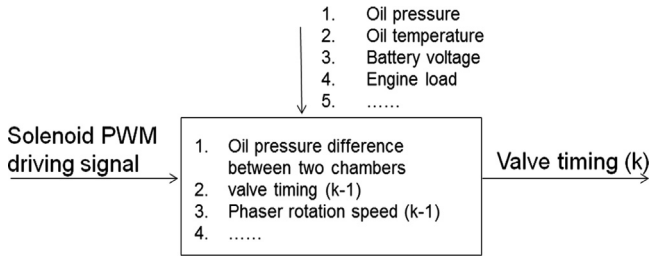 1. Oil pressure
2. Oil temperature
3. Battery voltage
4. Engine load
5. ......
Solenoid PWM
driving signal
1. Oil pressure difference
between two chambers
2. valve timing (k-1)
3. Phaser rotation speed (k-1)
4. ......
Valve timing (k)